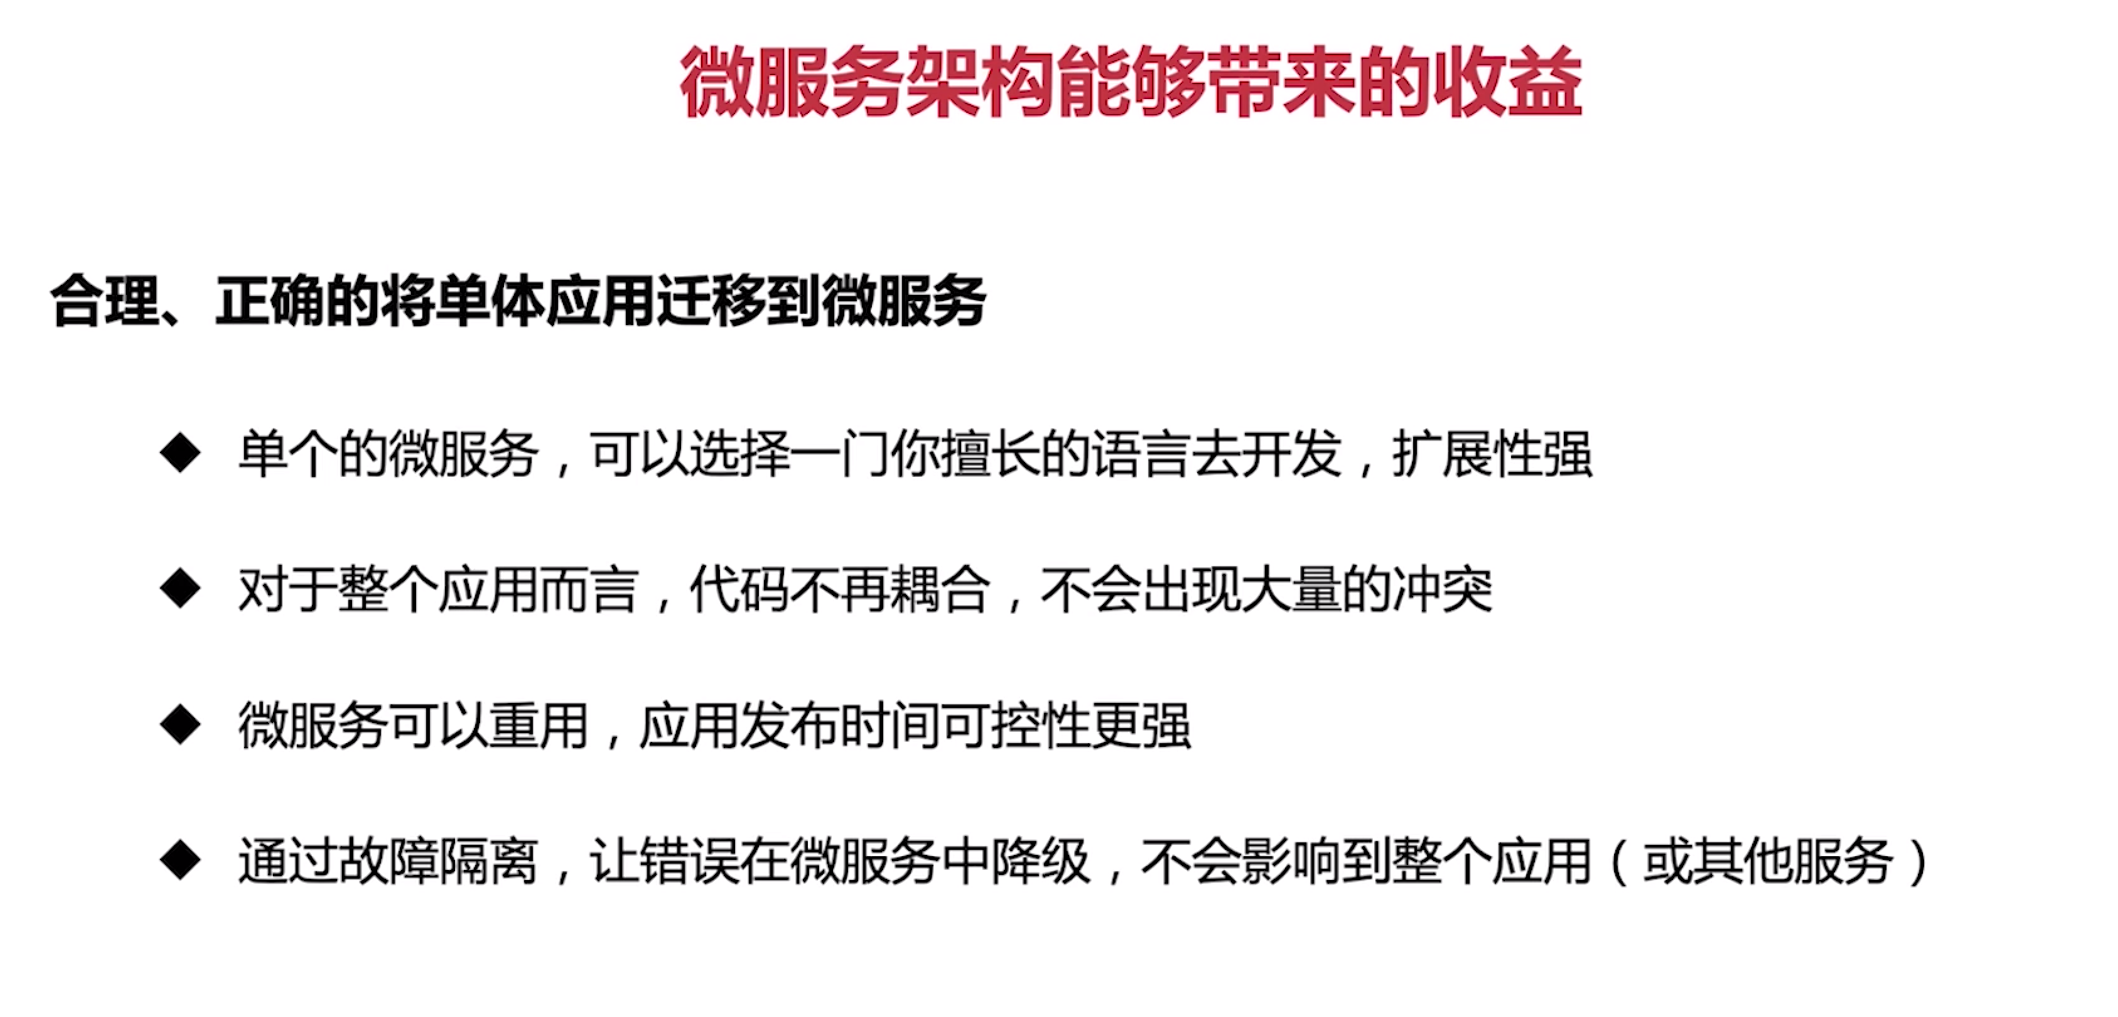 微服务架构能够带来的收益
合理、正确的将单体应用迁移到微服务
◆ 单个的微服务，可以选择一门你擅长的语言去开发，扩展性强
◆ 对于整个应用而言，代码不再耦合，不会出现大量的冲突
◆ 微服务可以重用，应用发布时间可控性更强
◆ 通过故障隔离，让错误在微服务中降级，不会影响到整个应用（或其他服务）